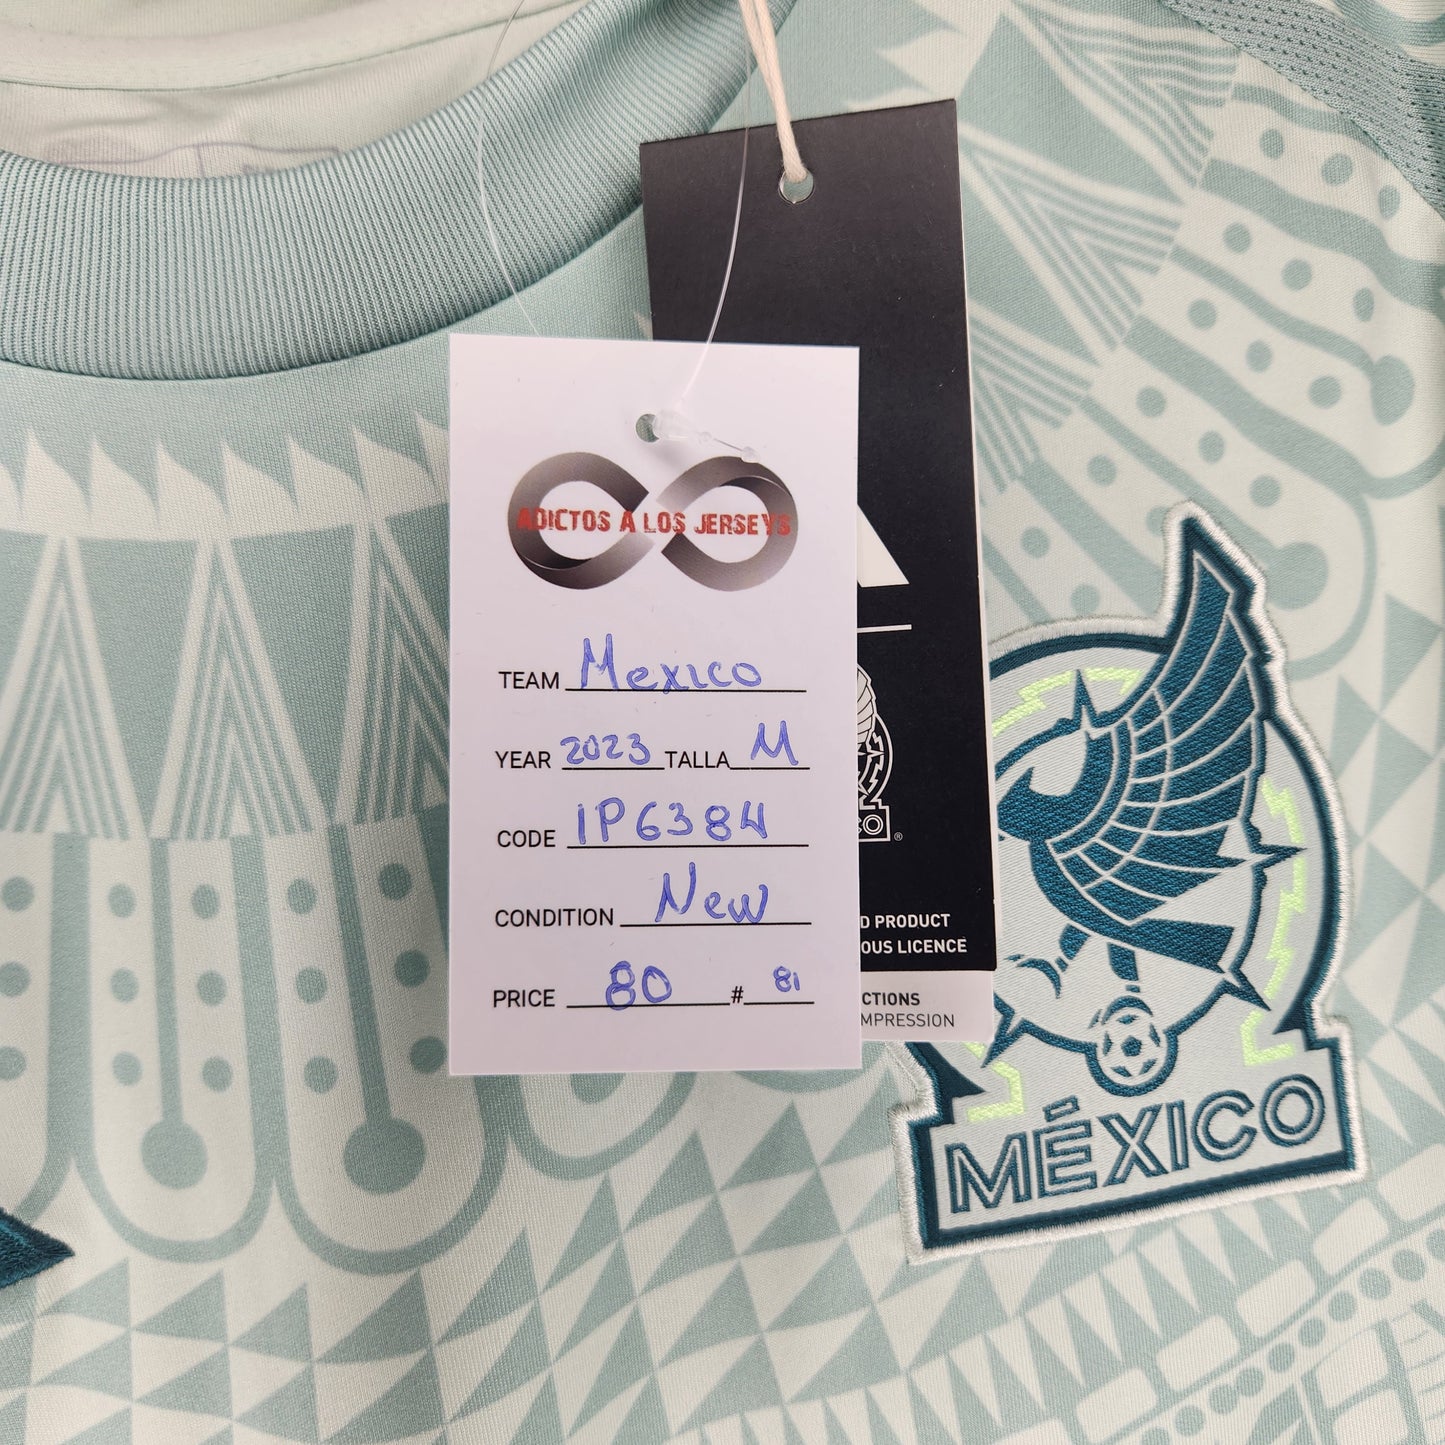 ADICTOS A LOS JERSEYS
TEAM Mexico
YEAR 2023 TALLA M
CODE IP6384
CONDITION New
PRICE 80 # 81
D PRODUCT
OUS LICENCE
CTIONS
MPRESSION
CO ®
MÉXICO